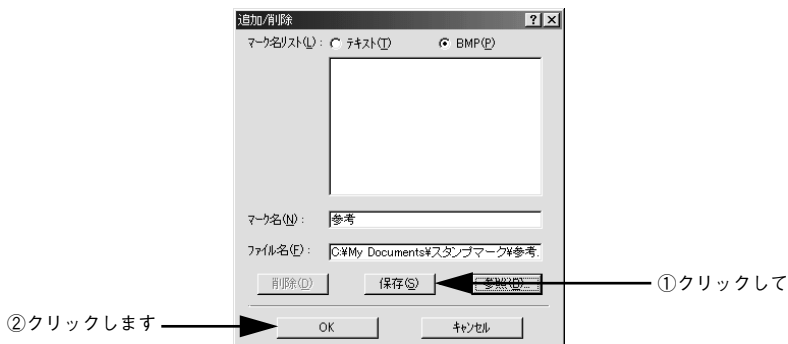 追加/削除
マーク名リスト(L): テキスト(T) BMP(P)
マーク名(N): 参考
ファイル名(F): C:¥My Documents¥スタンプマーク¥参考.
削除(D) 保存(S) 参照(B)... ①クリックして
②クリックします OK キャンセル